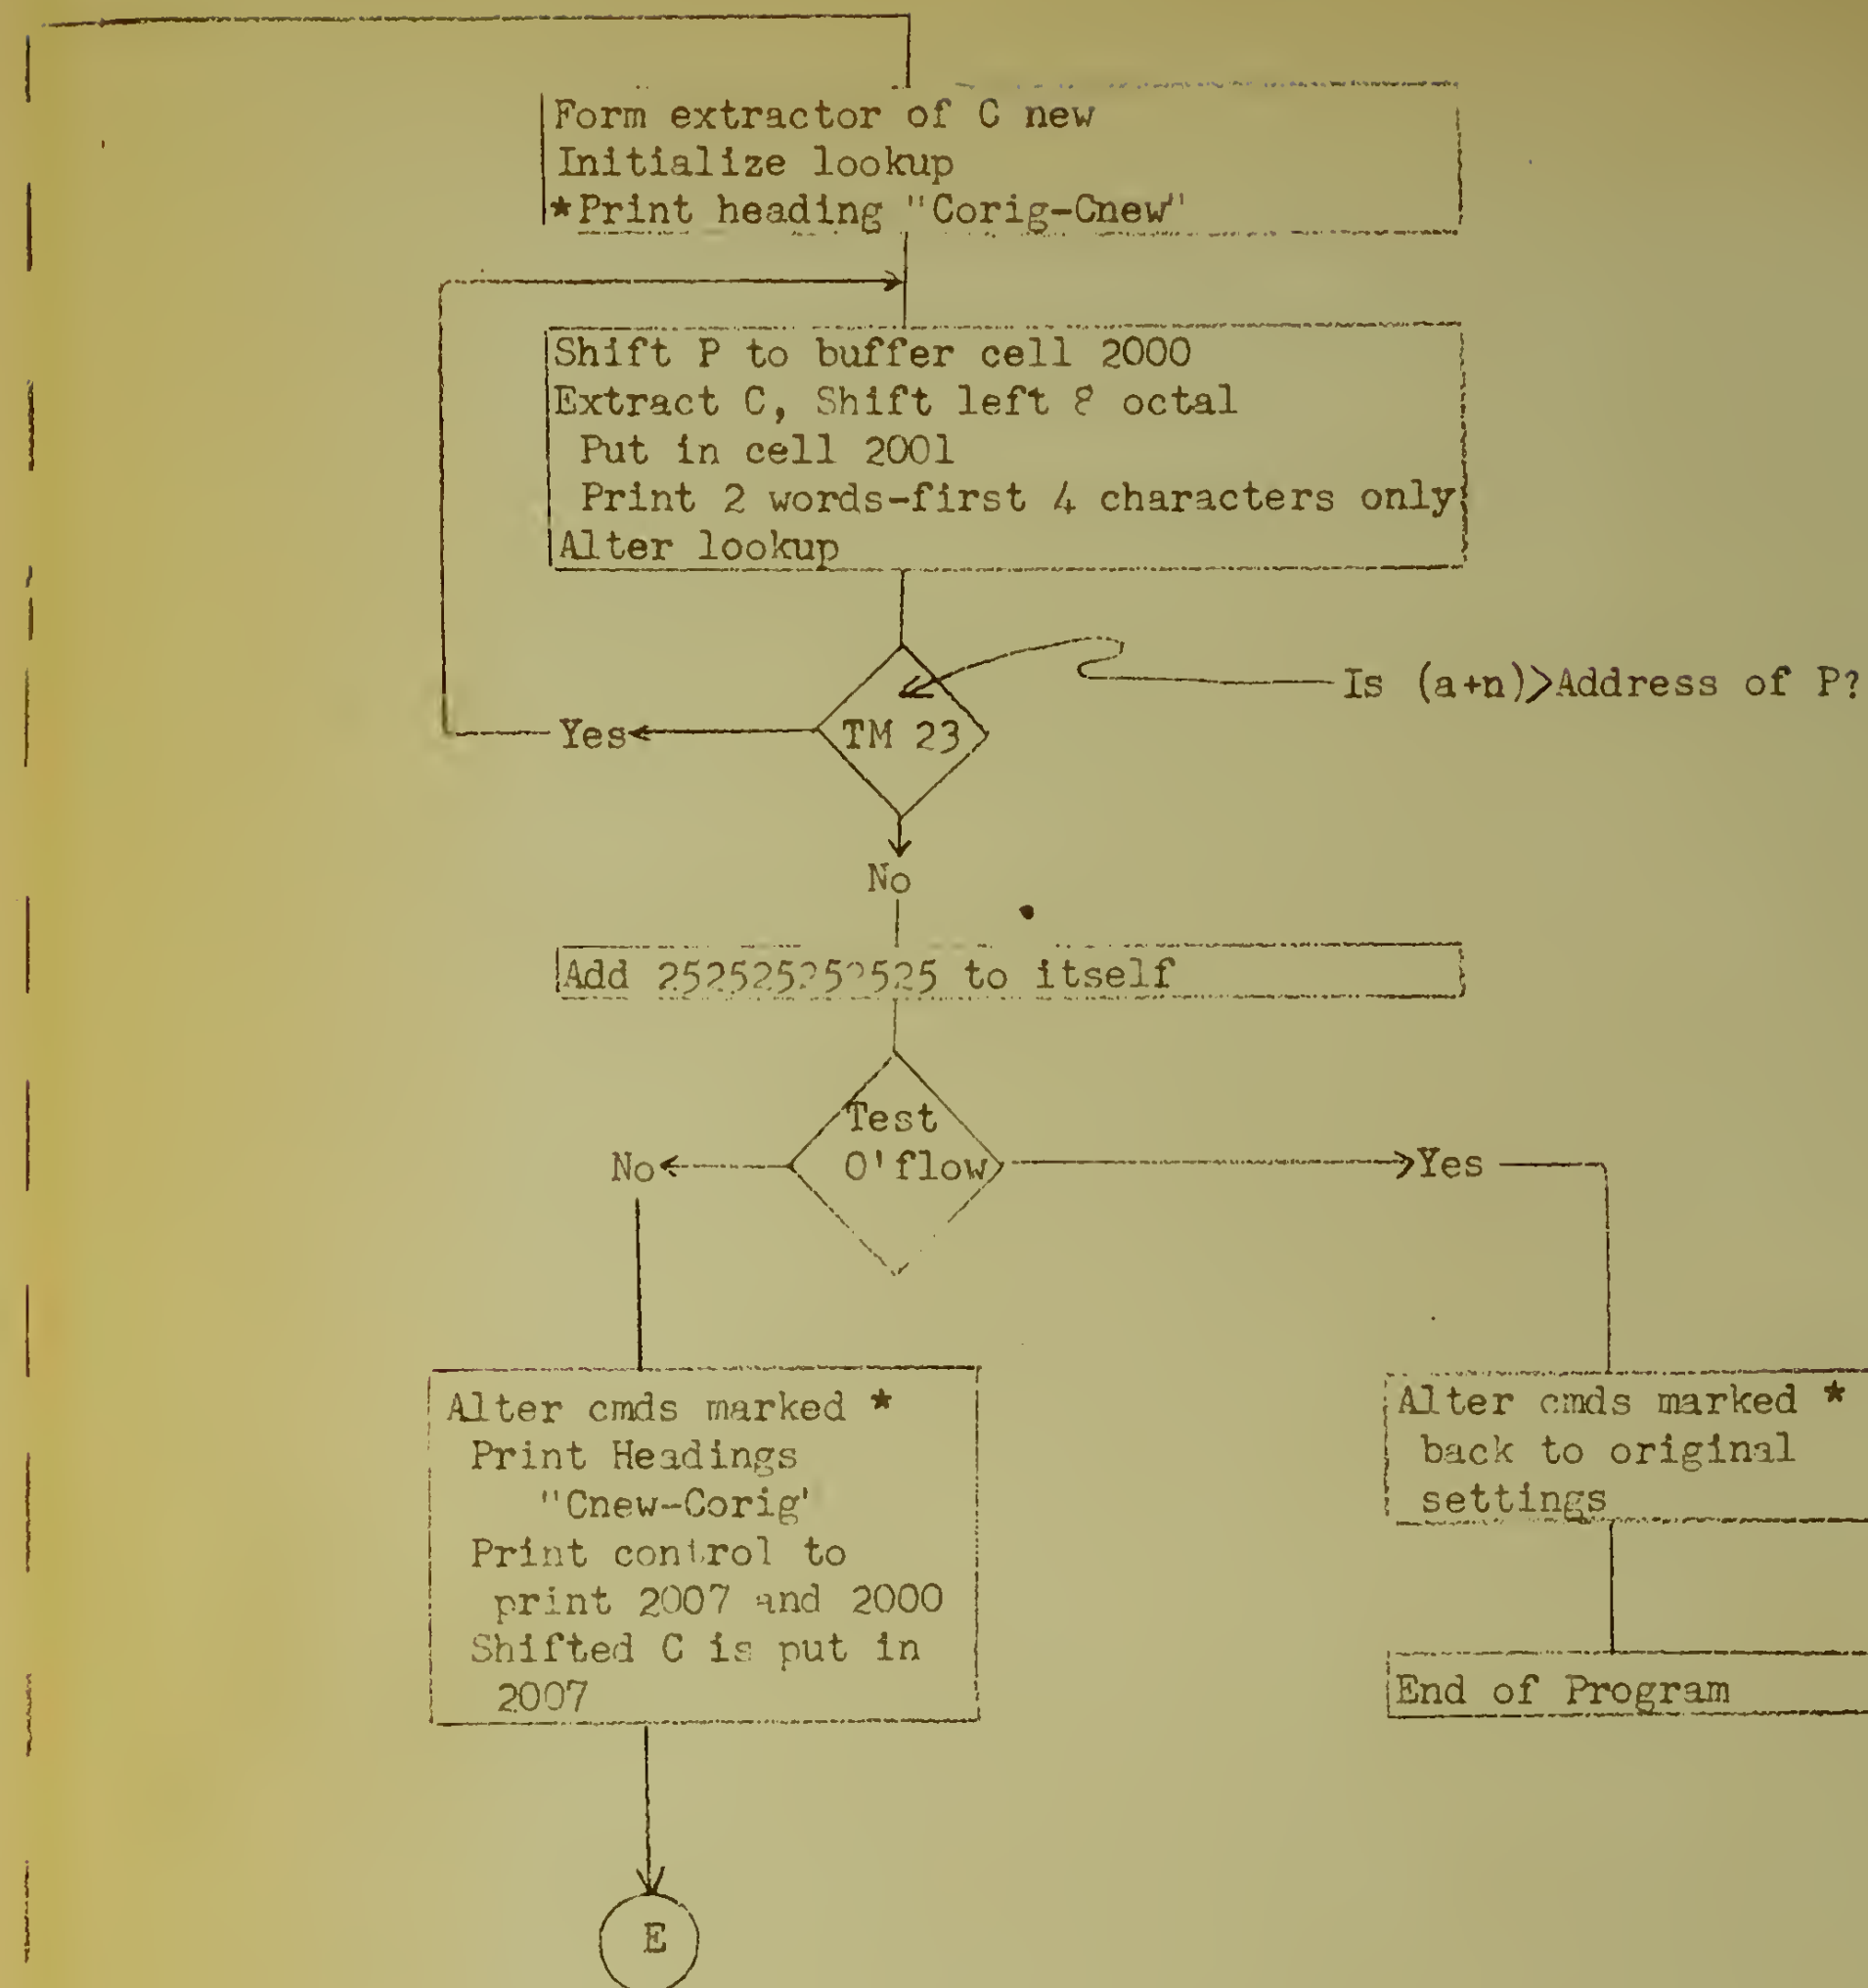 Form extractor of C new
Initialize lookup
*Print heading "Corig-Cnew"
Shift P to buffer cell 2000
Extract C, Shift left 8 octal
Put in cell 2001
Print 2 words-first 4 characters only
Alter lookup
Is (a+n)>Address of P?
Yes
TM 23
No
Add 252525252525 to itself
Test
O'flow
No
Yes
Alter cmds marked *
Print Headings
"Cnew-Corig'
Print control to
print 2007 and 2000
Shifted C is put in
2007
Alter cmds marked *
back to original
settings
End of Program
E